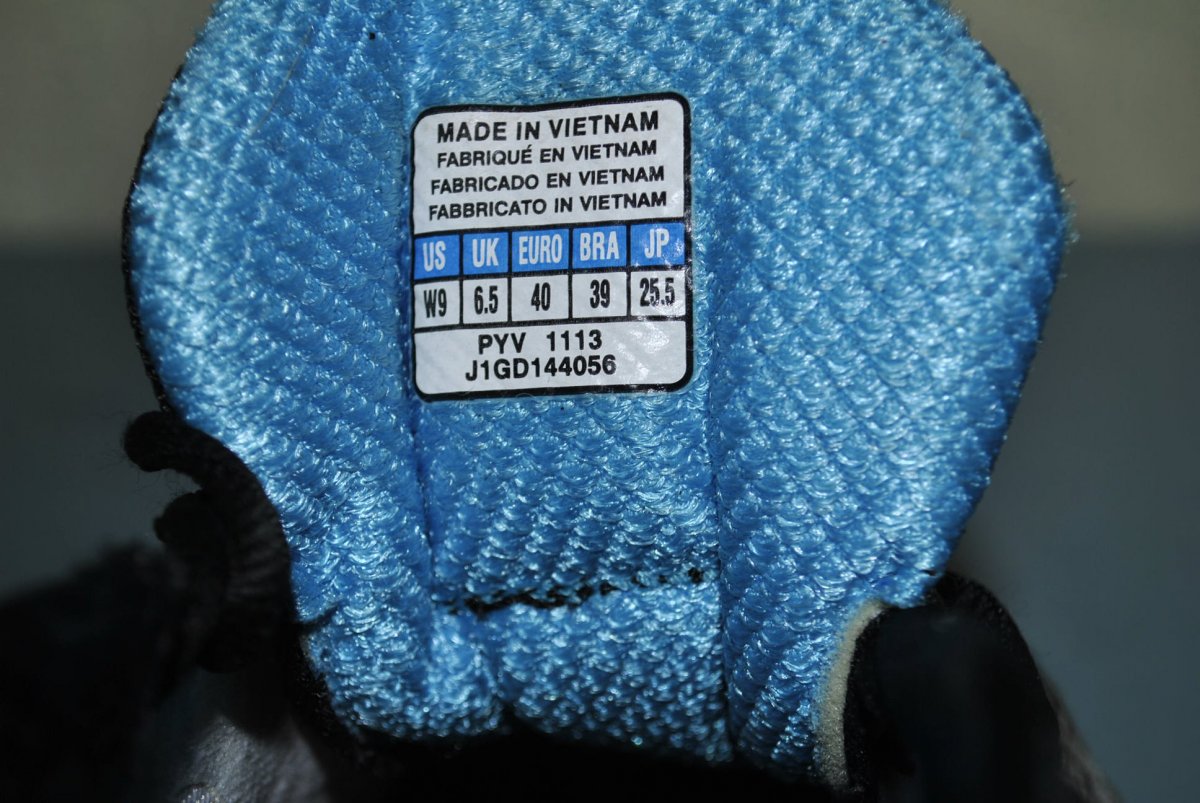 MADE IN VIETNAM
FABRIQUÉ EN VIETNAM
FABRICADO EN VIETNAM
FABBRICATO IN VIETNAM
US UK EURO BRA JP
W9 6.5 40 39 25.5
PYV 1113
J1GD144056